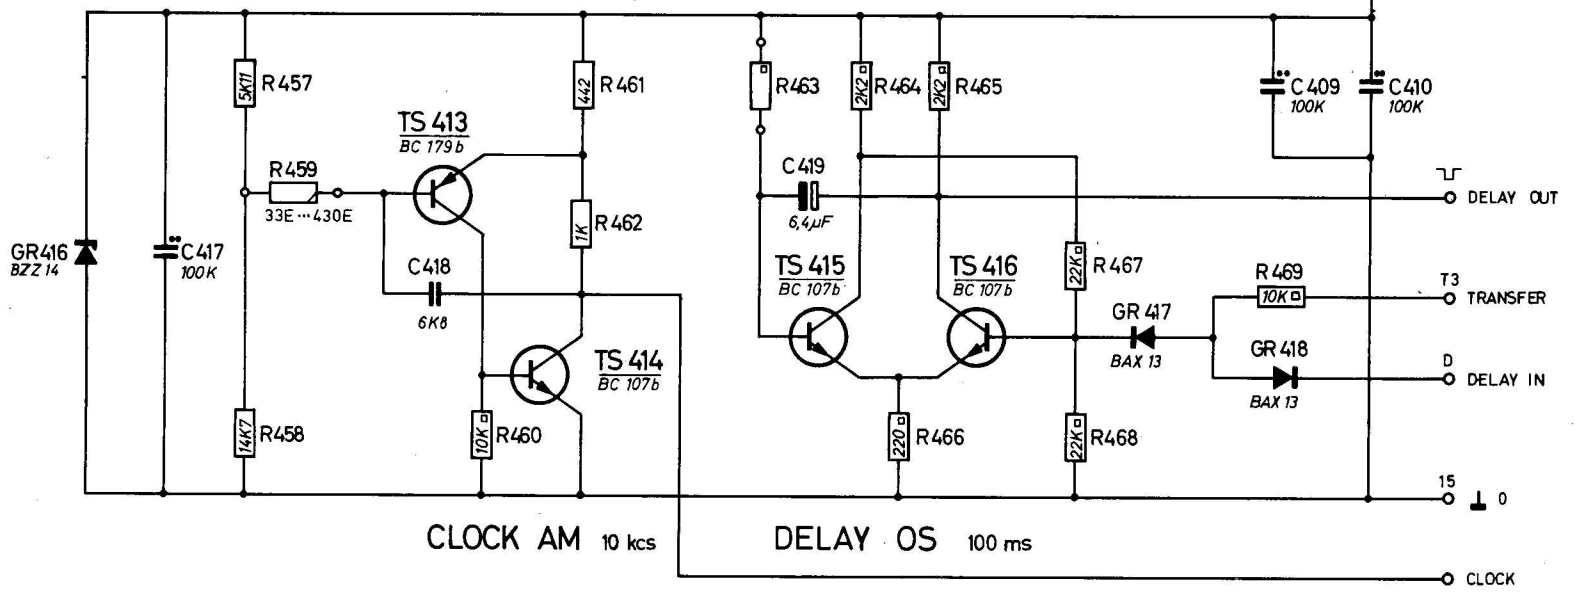 R457
5K11
R461
442
TS 413
BC 179b
R463
R464
2K2
R465
2K2
C409
100K
C410
100K
R459
33E...430E
C419
6,4µF
DELAY OUT
R462
1K
GR416
BZZ 14
C417
100K
C418
6K8
TS 415
BC 107b
TS 416
BC 107b
R467
22K
R469
10K
T3
TRANSFER
GR 417
BAX 13
GR 418
BAX 13
D
DELAY IN
TS 414
BC 107b
R458
14K7
R460
10K
R466
220
R468
22K
15
0
CLOCK AM 10 kcs
DELAY OS 100 ms
CLOCK